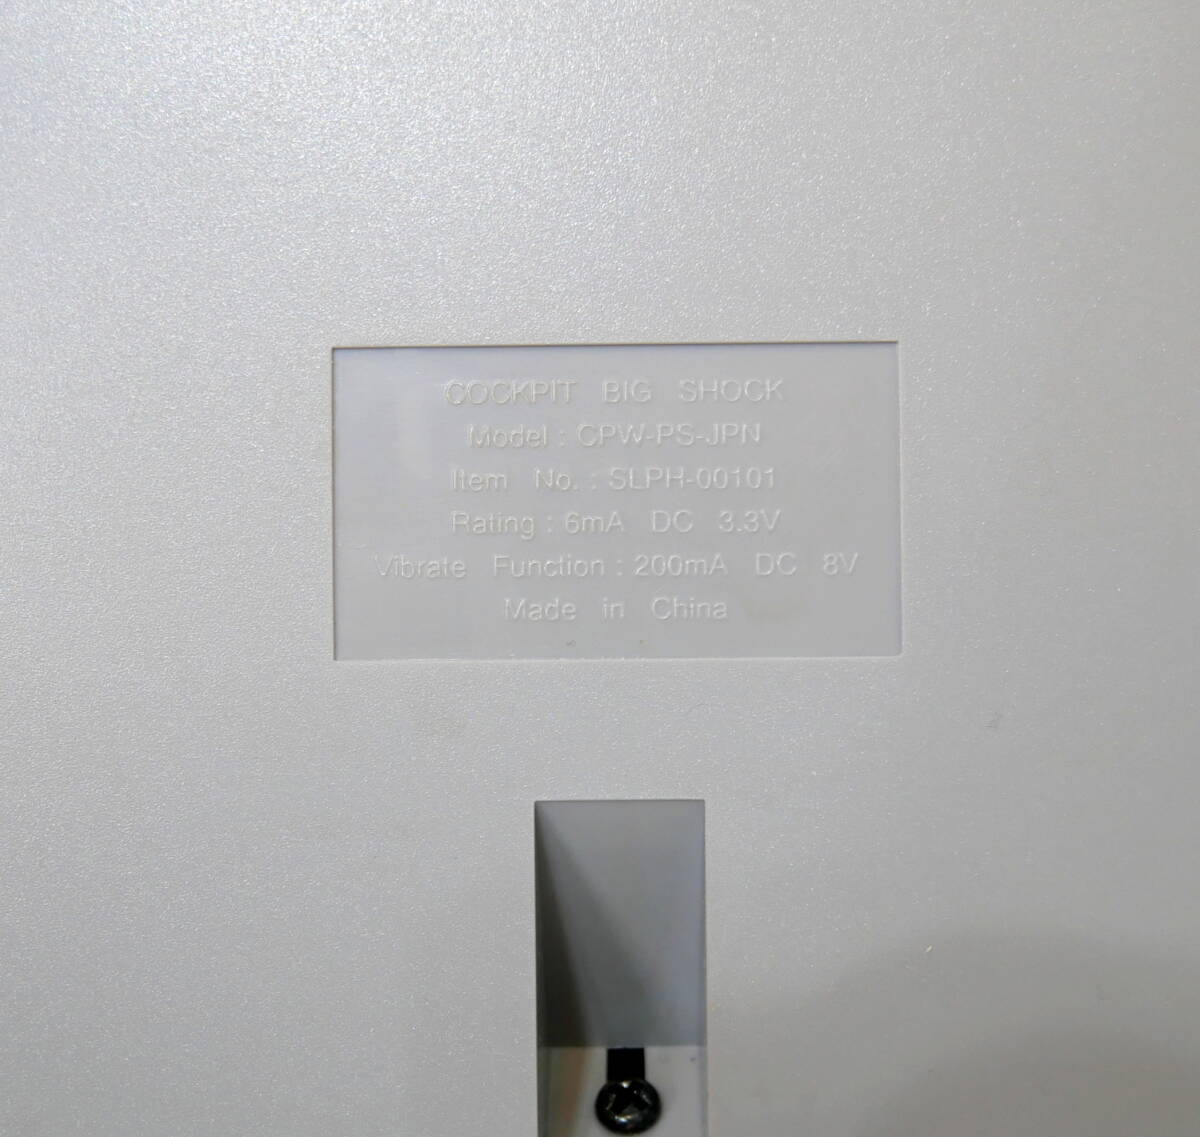 COCKPIT BIG SHOCK
Model : CPW-PS-JPN
Item No. : SLPH-00101
Rating : 6mA DC 3.3V
Vibrate Function : 200mA DC 8V
Made in China